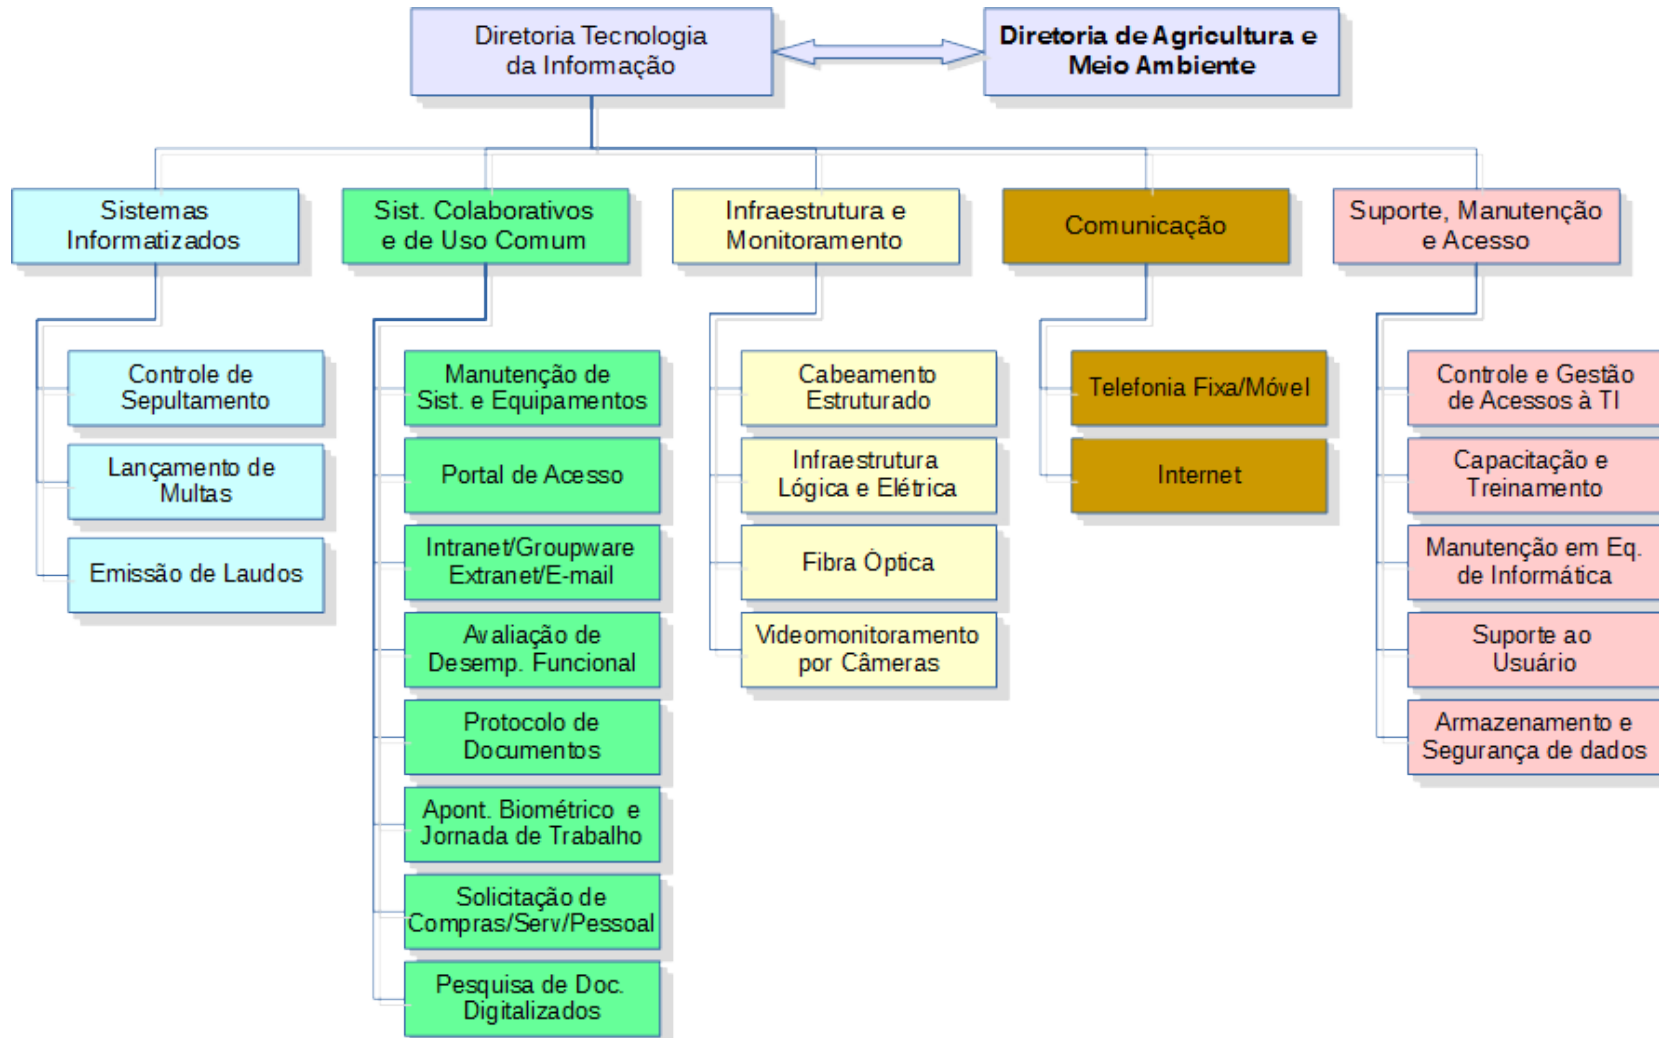 Diretoria Tecnologia
da Informação
Diretoria de Agricultura e
Meio Ambiente
Sistemas
Informatizados
Sist. Colaborativos
e de Uso Comum
Infraestrutura e
Monitoramento
Comunicação
Suporte, Manutenção
e Acesso
Controle de
Sepultamento
Lançamento de
Multas
Emissão de Laudos
Manutenção de
Sist. e Equipamentos
Portal de Acesso
Intranet/Groupware
Extranet/E-mail
Avaliação de
Desemp. Funcional
Protocolo de
Documentos
Apont. Biométrico e
Jornada de Trabalho
Solicitação de
Compras/Serv/Pessoal
Pesquisa de Doc.
Digitalizados
Cabeamento
Estruturado
Infraestrutura
Lógica e Elétrica
Fibra Óptica
Videomonitoramento
por Câmeras
Telefonia Fixa/Móvel
Internet
Controle e Gestão
de Acessos à TI
Capacitação e
Treinamento
Manutenção em Eq.
de Informática
Suporte ao
Usuário
Armazenamento e
Segurança de dados